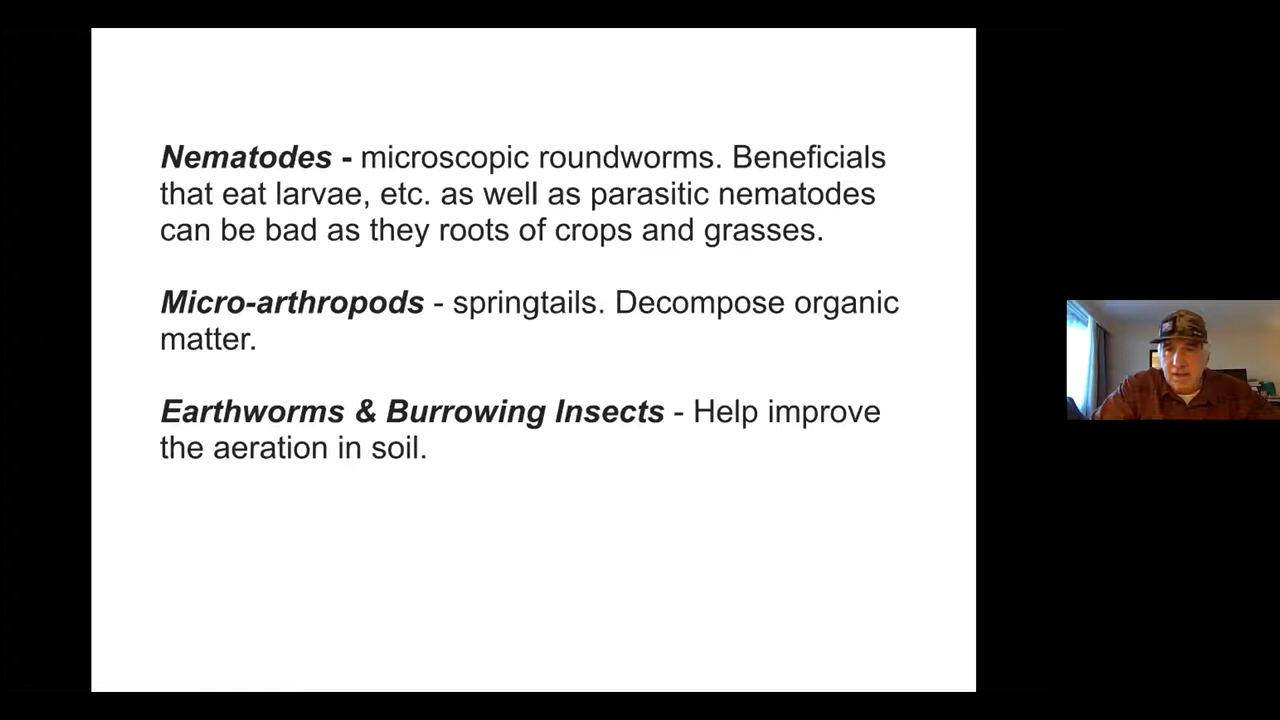 Nematodes - microscopic roundworms. Beneficials
that eat larvae, etc. as well as parasitic nematodes
can be bad as they roots of crops and grasses.
Micro-arthropods - springtails. Decompose organic
matter.
Earthworms & Burrowing Insects - Help improve
the aeration in soil.